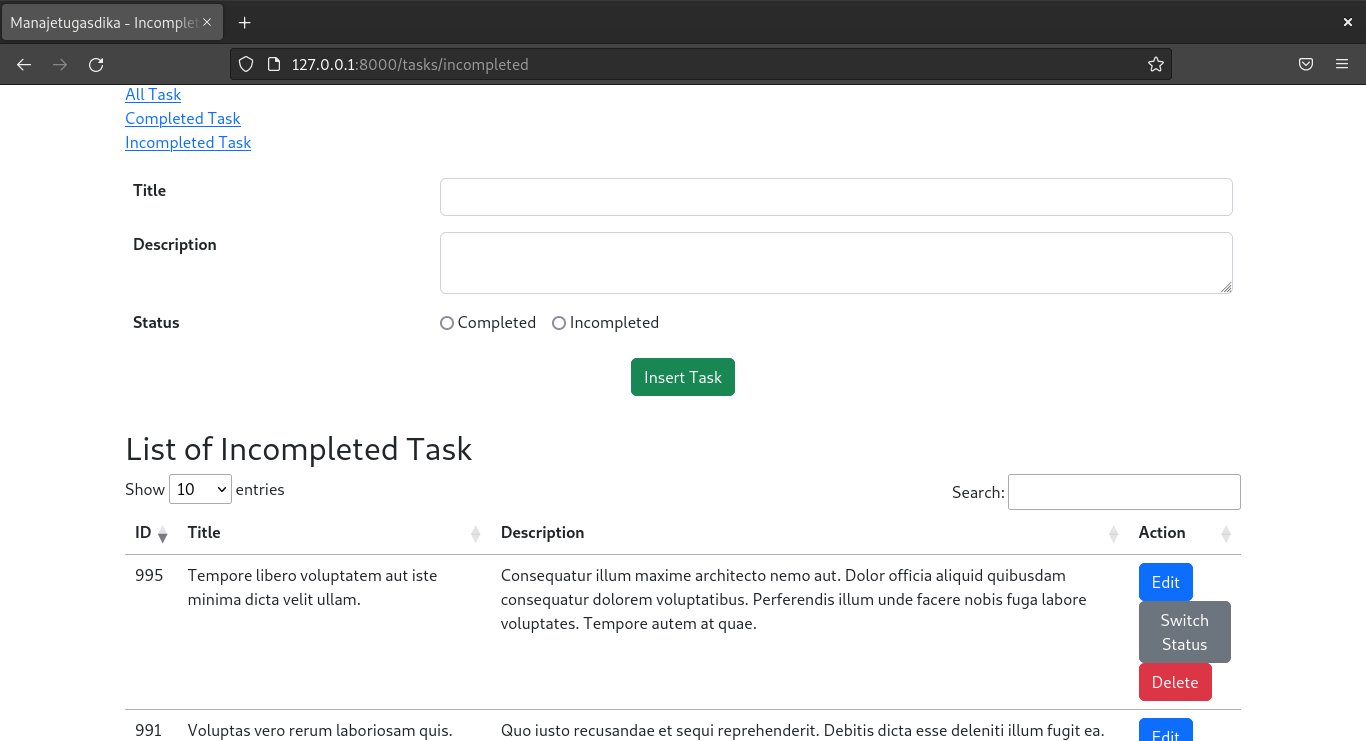 Manajetugasdika - Incomplet
127.0.0.1:8000/tasks/incompleted
All Task
Completed Task
Incompleted Task
Title
Description
Status Completed Incompleted
Insert Task
List of Incompleted Task
Show 10 entries Search:
ID Title Description Action
995 Tempore libero voluptatem aut iste Consequatur illum maxime architecto nemo aut. Dolor officia aliquid quibusdam Edit
minima dicta velit ullam. consequatur dolorem voluptatibus. Perferendis illum unde facere nobis fuga labore
voluptates. Tempore autem at quae.
Switch
Status
Delete
991 Voluptas vero rerum laboriosam quis. Quo iusto recusandae et sequi reprehenderit. Debitis dicta esse deleniti illum fugit ea. Edit